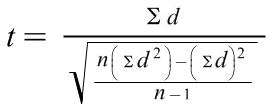 t = Σ d / √((n(Σ d²) − (Σ d)²) / (n − 1))